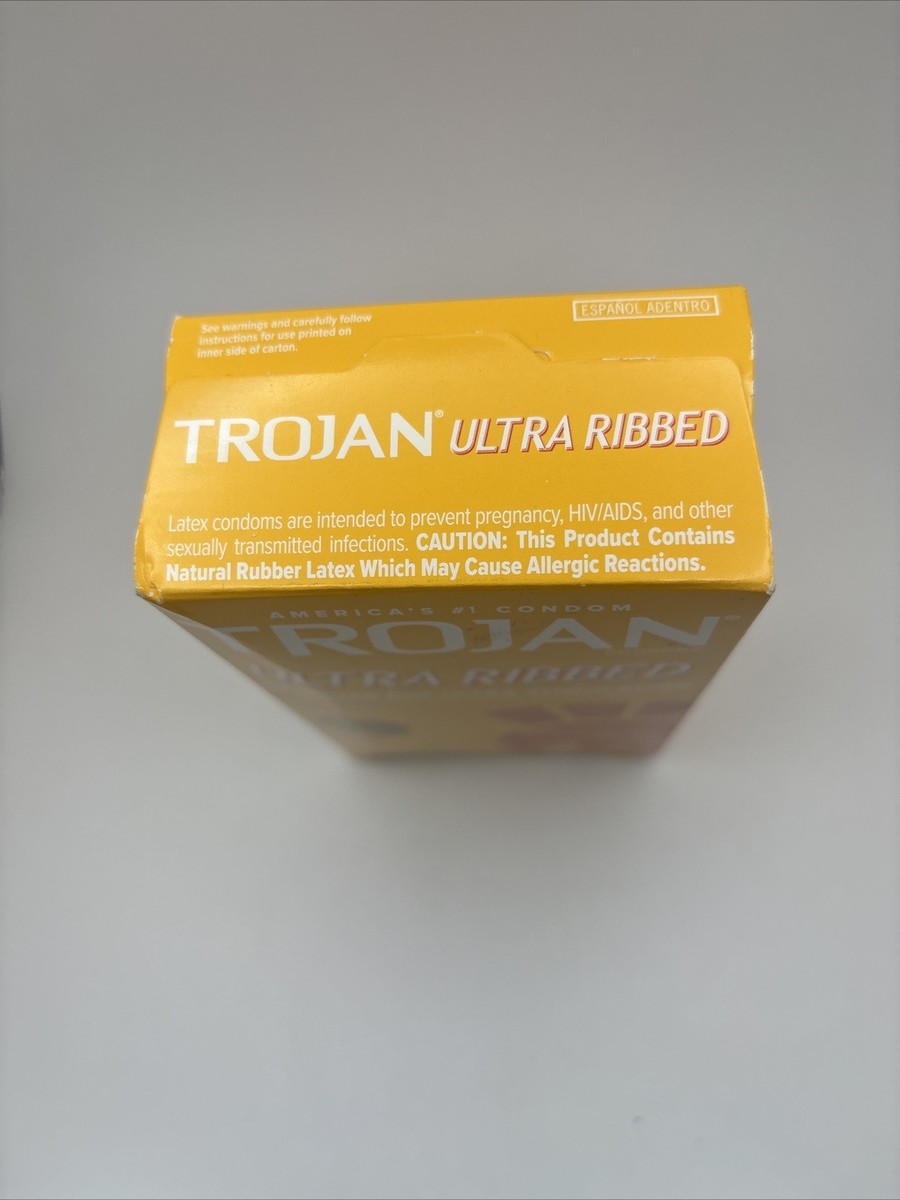 See warnings and carefully follow
instructions for use printed on
inner side of carton.
ESPAÑOL ADENTRO
TROJAN® ULTRA RIBBED
Latex condoms are intended to prevent pregnancy, HIV/AIDS, and other
sexually transmitted infections. CAUTION: This Product Contains
Natural Rubber Latex Which May Cause Allergic Reactions.
AMERICA'S #1 CONDOM
TROJAN®
ULTRA RIBBED